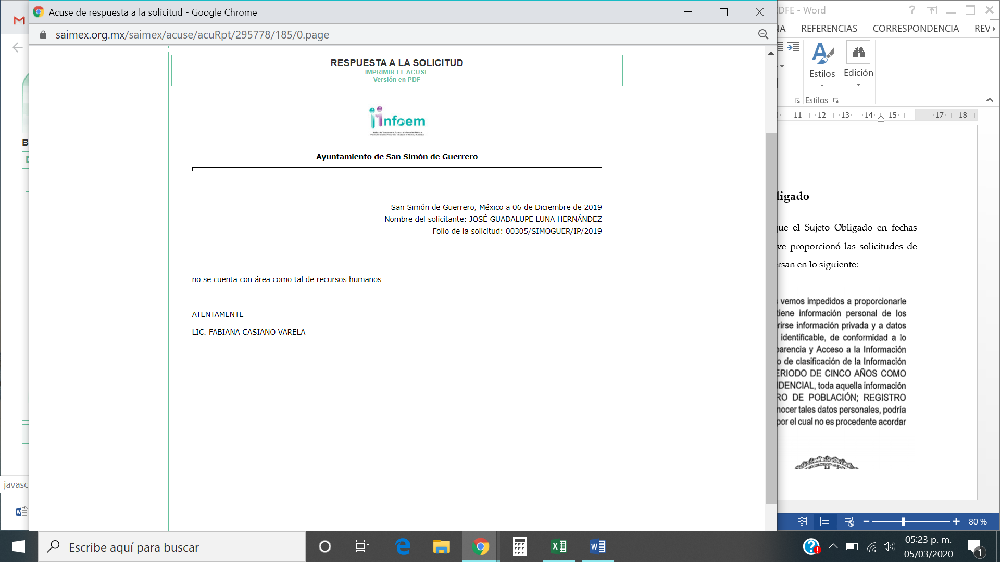 Acuse de respuesta a la solicitud - Google Chrome
saimex.org.mx/saimex/acuse/acuRpt/295778/185/0.page
RESPUESTA A LA SOLICITUD
IMPRIMIR EL ACUSE
Versión en PDF
infoem
Ayuntamiento de San Simón de Guerrero
San Simón de Guerrero, México a 06 de Diciembre de 2019
Nombre del solicitante: JOSÉ GUADALUPE LUNA HERNÁNDEZ
Folio de la solicitud: 00305/SIMOGUER/IP/2019
no se cuenta con área como tal de recursos humanos
ATENTAMENTE
LIC. FABIANA CASIANO VARELA
B
javasc
DFE - Word
NA REFERENCIAS CORRESPONDENCIA REV
Estilos
Edición
Estilos
11 12 13 14 15 17 18
ligado
que el Sujeto Obligado en fechas
ve proporcionó las solicitudes de
rsan en lo siguiente:
s vemos impedidos a proporcionarle
tiene información personal de los
rirse información privada y a datos
identificable, de conformidad a lo
parencia y Acceso a la Información
o de clasificación de la Información
ERIODO DE CINCO AÑOS COMO
IDENCIAL, toda aquella información
RO DE POBLACIÓN; REGISTRO
nocer tales datos personales, podría
por el cual no es procedente acordar
80 %
Escribe aquí para buscar
05:23 p. m.
05/03/2020
1